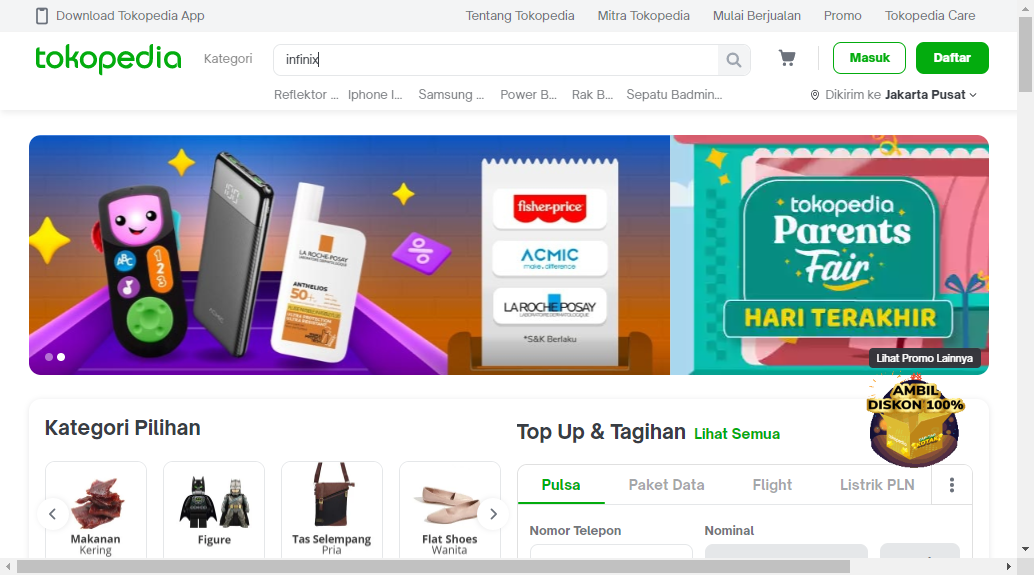 Download Tokopedia App
Tentang Tokopedia
Mitra Tokopedia
Mulai Berjualan
Promo
Tokopedia Care
tokopedia
Kategori
infinix
Masuk
Daftar
Reflektor ...
Iphone I...
Samsung ...
Power B...
Rak B...
Sepatu Badmin...
Dikirim ke Jakarta Pusat
ABC
123
LA ROCHE-POSAY
LABORATOIRE DERMATOLOGIQUE
ANTHELIOS
50+
%
fisher-price
ACMIC
make.difference
LA ROCHE POSAY
LABORATOIRE DERMATOLOGIQUE
*S&K Berlaku
tokopedia
Parents
Fair
HARI TERAKHIR
Lihat Promo Lainnya
AMBIL
DISKON 100%
Kategori Pilihan
Makanan
Kering
Figure
Tas Selempang
Pria
Flat Shoes
Wanita
Top Up & Tagihan
Lihat Semua
Pulsa
Paket Data
Flight
Listrik PLN
Nomor Telepon
Nominal